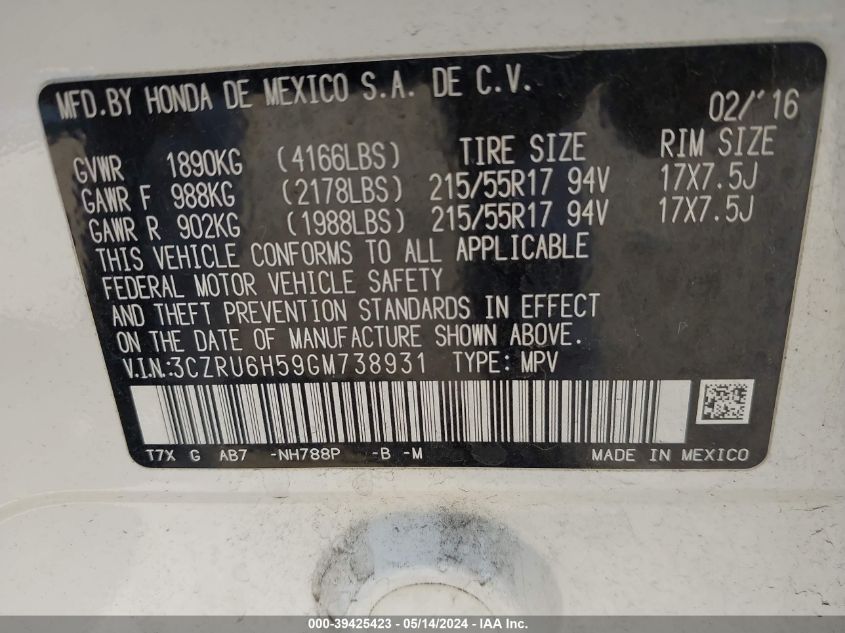 MFD.BY HONDA DE MEXICO S.A. DE C.V. 02/'16
GVWR 1890KG (4166LBS) TIRE SIZE RIM SIZE
GAWR F 988KG (2178LBS) 215/55R17 94V 17X7.5J
GAWR R 902KG (1988LBS) 215/55R17 94V 17X7.5J
THIS VEHICLE CONFORMS TO ALL APPLICABLE
FEDERAL MOTOR VEHICLE SAFETY
AND THEFT PREVENTION STANDARDS IN EFFECT
ON THE DATE OF MANUFACTURE SHOWN ABOVE.
V.I.N.:3CZRU6H59GM738931 TYPE: MPV
T7X G AB7 -NH788P -B -M MADE IN MEXICO
000-39425423 - 05/14/2024 - IAA Inc.